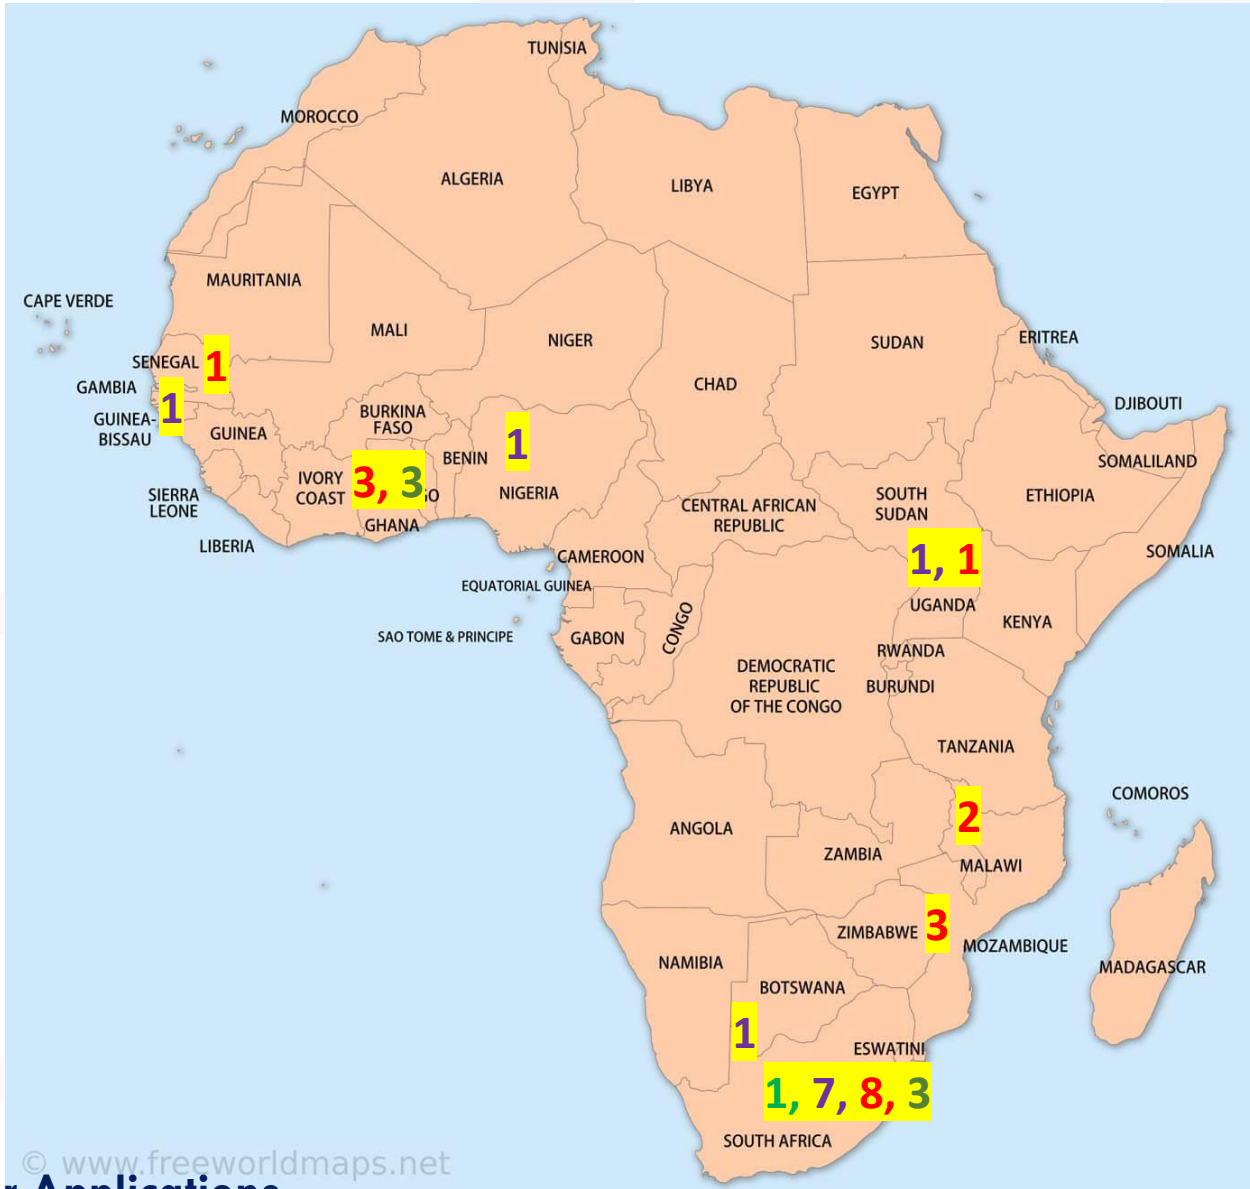 TUNISIA
MOROCCO
ALGERIA
LIBYA
EGYPT
MAURITANIA
CAPE VERDE
MALI
NIGER
SUDAN
ERITREA
SENEGAL
1
CHAD
GAMBIA
1
DJIBOUTI
GUINEA-
BISSAU
GUINEA
BURKINA
FASO
1
BENIN
SOMALILAND
IVORY
COAST
3, 3
GO
NIGERIA
SIERRA
LEONE
GHANA
CENTRAL AFRICAN
REPUBLIC
SOUTH
SUDAN
ETHIOPIA
LIBERIA
CAMEROON
1, 1
SOMALIA
EQUATORIAL GUINEA
UGANDA
KENYA
SAO TOME & PRINCIPE
GABON
CONGO
RWANDA
DEMOCRATIC
REPUBLIC
OF THE CONGO
BURUNDI
TANZANIA
COMOROS
2
ANGOLA
ZAMBIA
MALAWI
3
ZIMBABWE
MOZAMBIQUE
NAMIBIA
MADAGASCAR
BOTSWANA
1
ESWATINI
1, 7, 8, 3
SOUTH AFRICA
© www.freeworldmaps.net
r Applications